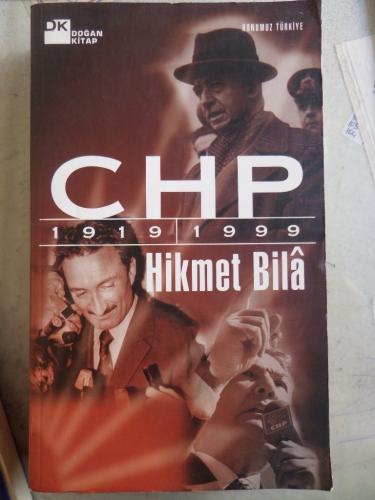 DK
DOĞAN
KİTAP
KONUMUZ TÜRKİYE
CHP
1919 1999
Hikmet Bilâ
CHP